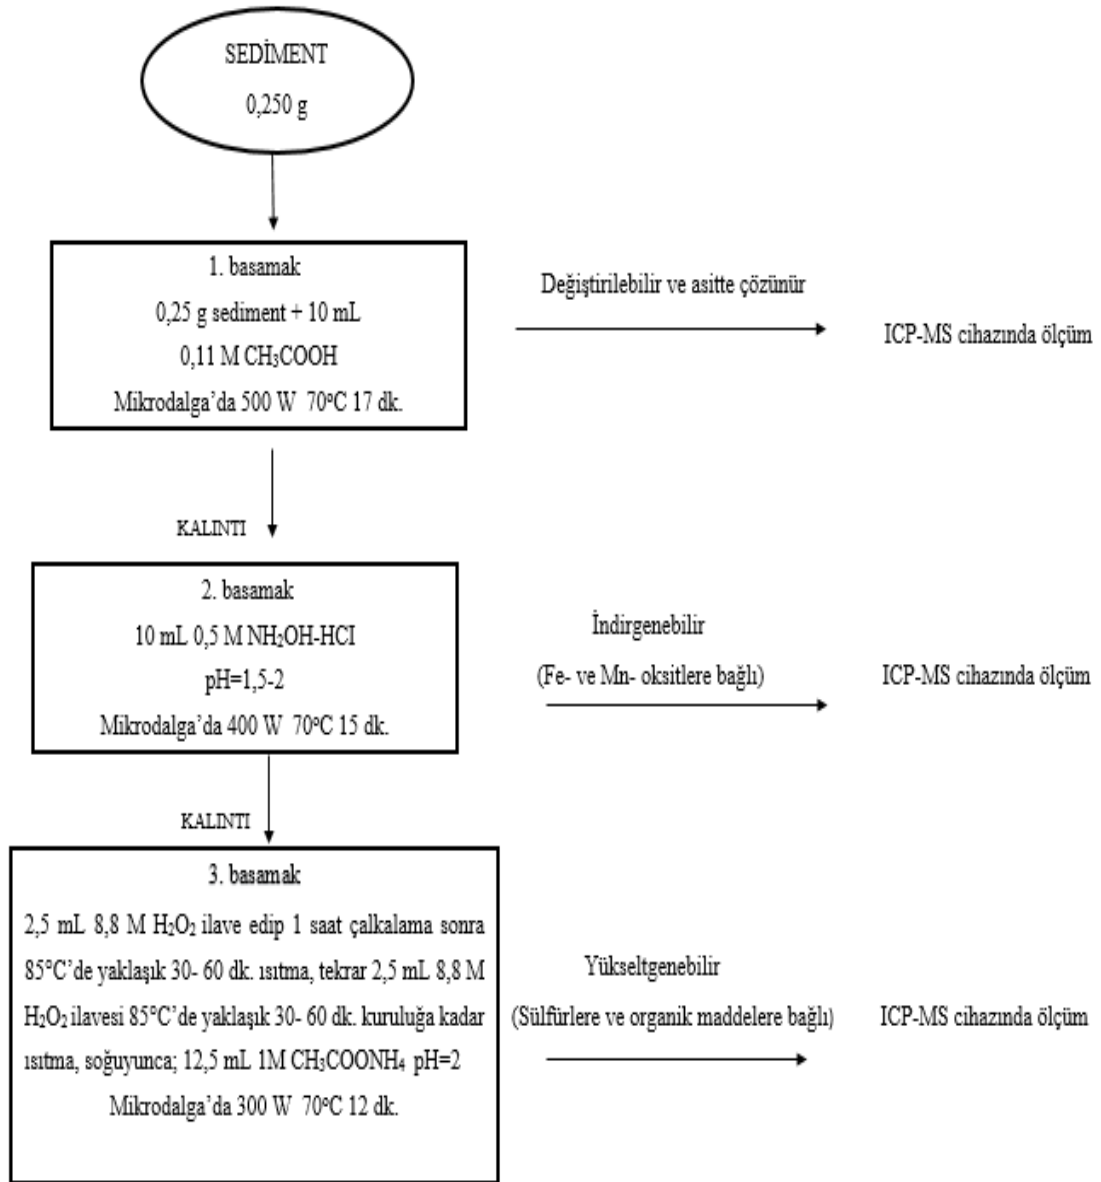 SEDİMENT
0,250 g
1. basamak
0,25 g sediment + 10 mL
0,11 M CH₃COOH
Mikrodalga’da 500 W 70°C 17 dk.
Değiştirilebilir ve asitte çözünür
ICP-MS cihazında ölçüm
KALINTI
2. basamak
10 mL 0,5 M NH₂OH-HCI
pH=1,5-2
Mikrodalga’da 400 W 70°C 15 dk.
İndirgenebilir
(Fe- ve Mn- oksitlere bağlı)
ICP-MS cihazında ölçüm
KALINTI
3. basamak
2,5 mL 8,8 M H₂O₂ ilave edip 1 saat çalkalama sonra
85°C’de yaklaşık 30- 60 dk. ısıtma, tekrar 2,5 mL 8,8 M
H₂O₂ ilavesi 85°C’de yaklaşık 30- 60 dk. kuruluğa kadar
ısıtma, soğuyunca; 12,5 mL 1M CH₃COONH₄ pH=2
Mikrodalga’da 300 W 70°C 12 dk.
Yükseltgenebilir
(Sülfürlere ve organik maddelere bağlı)
ICP-MS cihazında ölçüm